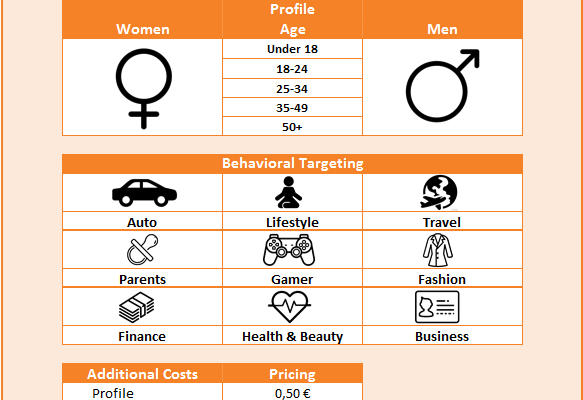 Profile
Women Age Men
Under 18
18-24
25-34
35-49
50+
Behavioral Targeting
Auto Lifestyle Travel
Parents Gamer Fashion
Finance Health & Beauty Business
Additional Costs Pricing
Profile 0,50 €